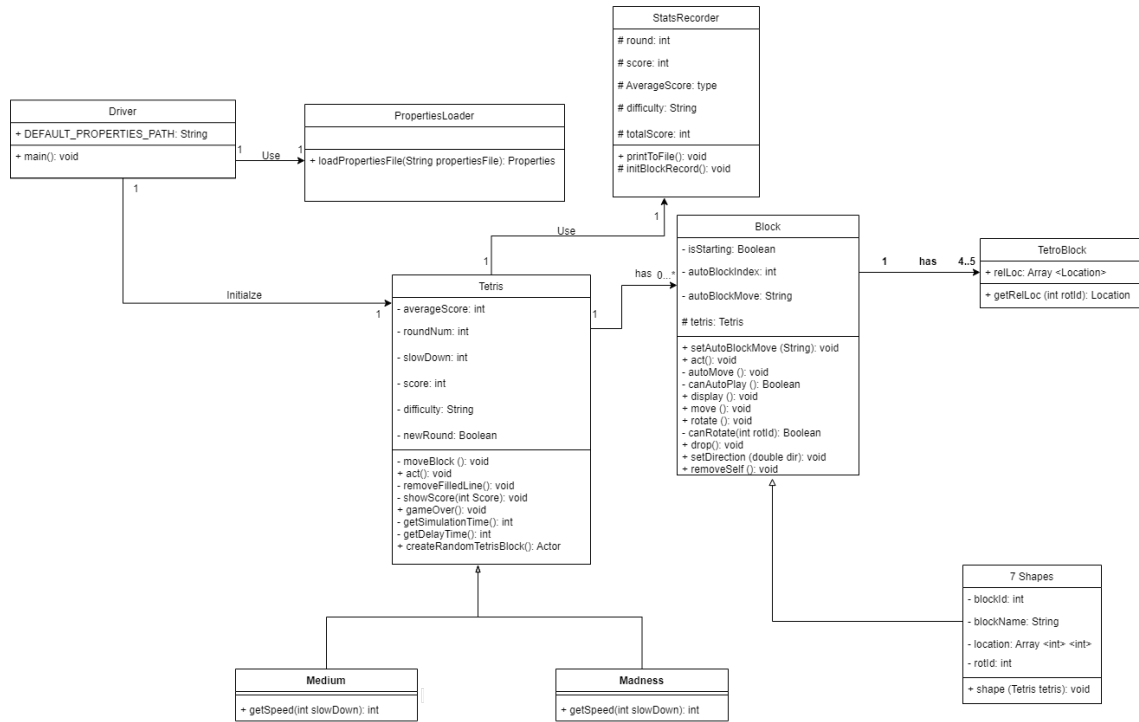 StatsRecorder
# round: int
# score: int
# AverageScore: type
# difficulty: String
# totalScore: int
+ printToFile(): void
# initBlockRecord(): void
Driver
+ DEFAULT_PROPERTIES_PATH: String
+ main(): void
1
Use
1
PropertiesLoader
+ loadPropertiesFile(String propertiesFile): Properties
1
Initialze
1
1
Use
1
Tetris
- averageScore: int
- roundNum: int
- slowDown: int
- score: int
- difficulty: String
- newRound: Boolean
- moveBlock (): void
+ act(): void
- removeFilledLine(): void
- showScore(int Score): void
+ gameOver(): void
- getSimulationTime(): int
- getDelayTime(): int
+ createRandomTetrisBlock(): Actor
1
has
0...*
Block
- isStarting: Boolean
- autoBlockIndex: int
- autoBlockMove: String
# tetris: Tetris
+ setAutoBlockMove (String): void
+ act(): void
- autoMove (): void
- canAutoPlay (): Boolean
+ display (): void
+ move (): void
+ rotate (): void
- canRotate(int rotId): Boolean
+ drop(): void
+ setDirection (double dir): void
+ removeSelf (): void
1
has
4..5
TetroBlock
+ relLoc: Array <Location>
+ getRelLoc (int rotId): Location
7 Shapes
- blockId: int
- blockName: String
- location: Array <int> <int>
- rotId: int
+ shape (Tetris tetris): void
Medium
+ getSpeed(int slowDown): int
Madness
+ getSpeed(int slowDown): int